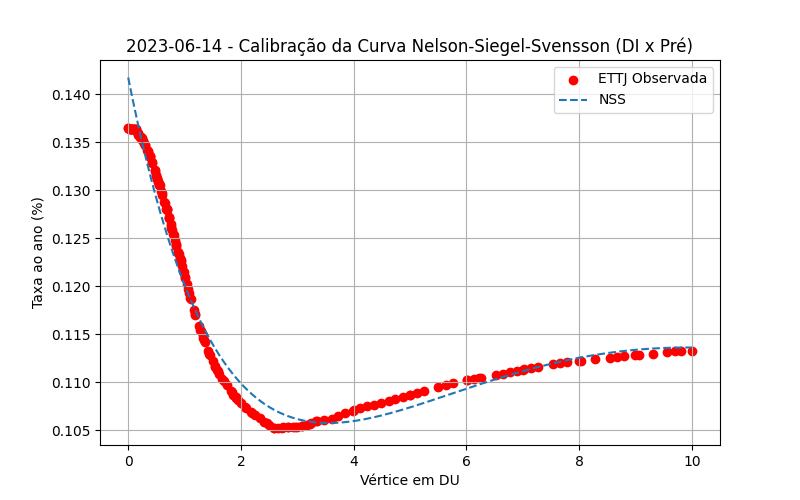 2023-06-14 - Calibração da Curva Nelson-Siegel-Svensson (DI x Pré)
ETTJ Observada
NSS
Taxa ao ano (%)
0.140
0.135
0.130
0.125
0.120
0.115
0.110
0.105
0 2 4 6 8 10
Vértice em DU